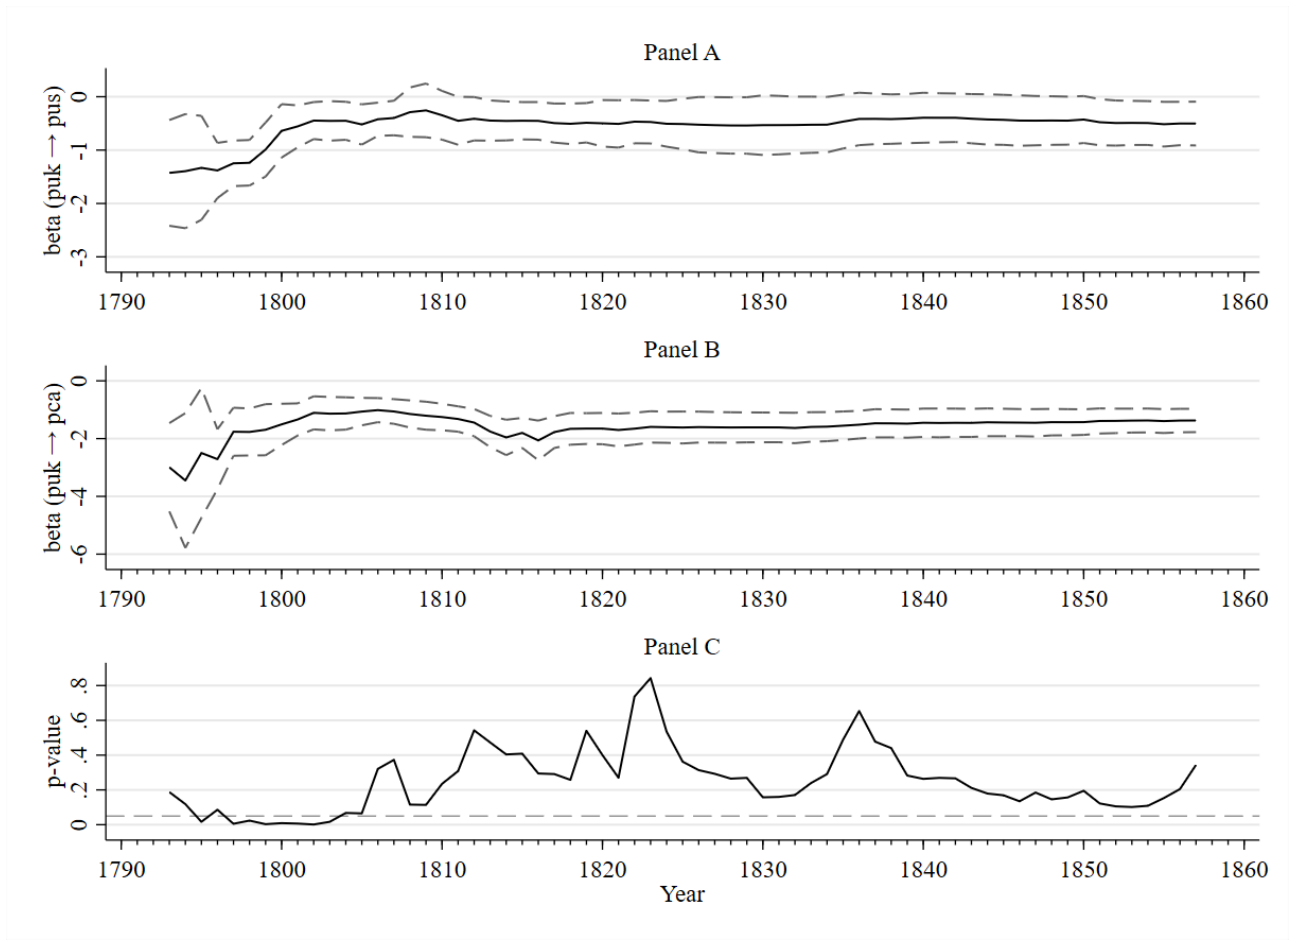 Panel A
beta (puk → pus)
0
-1
-2
-3
1790 1800 1810 1820 1830 1840 1850 1860
Panel B
beta (puk → pca)
0
-2
-4
-6
1790 1800 1810 1820 1830 1840 1850 1860
Panel C
p-value
.8
.6
.4
.2
0
1790 1800 1810 1820 1830 1840 1850 1860
Year